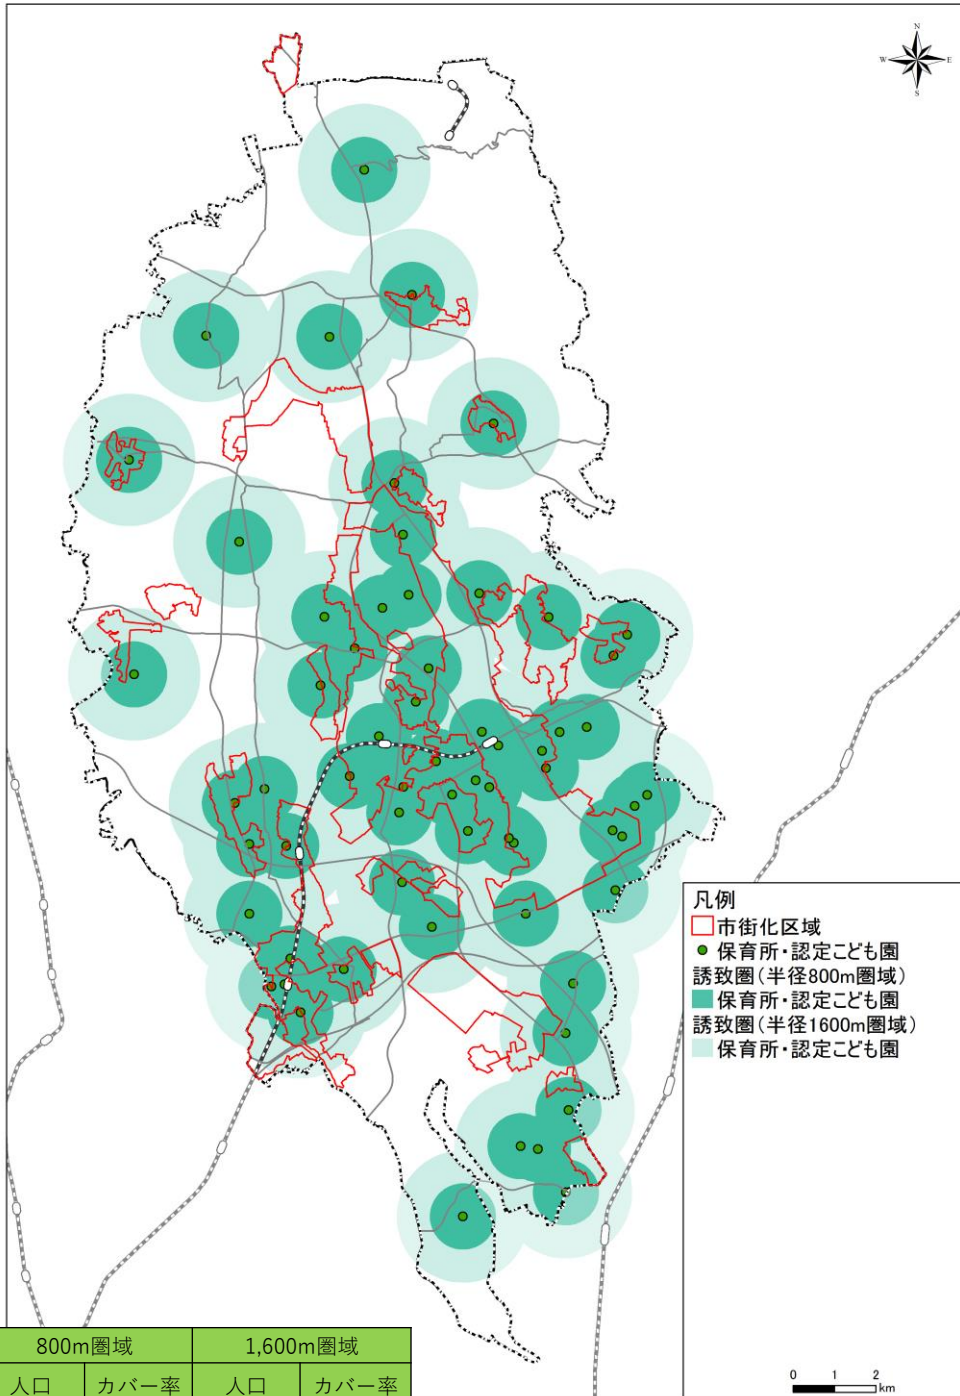 N
W E
S
凡例
市街化区域
保育所・認定こども園
誘致圏(半径800m圏域)
保育所・認定こども園
誘致圏(半径1600m圏域)
保育所・認定こども園
800m圏域 1,600m圏域
人口 カバー率 人口 カバー率
0 1 2
km